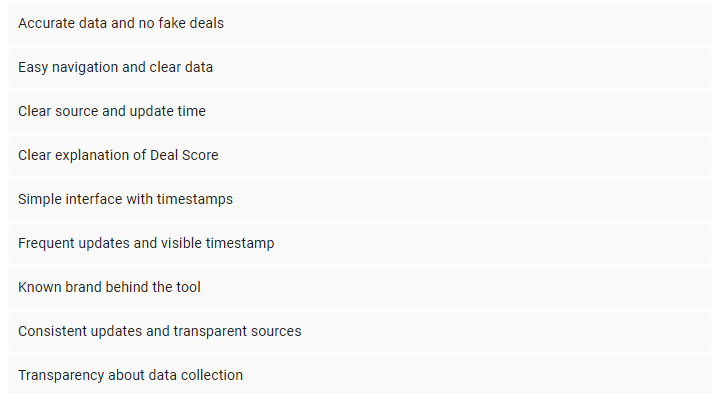 Accurate data and no fake deals
Easy navigation and clear data
Clear source and update time
Clear explanation of Deal Score
Simple interface with timestamps
Frequent updates and visible timestamp
Known brand behind the tool
Consistent updates and transparent sources
Transparency about data collection